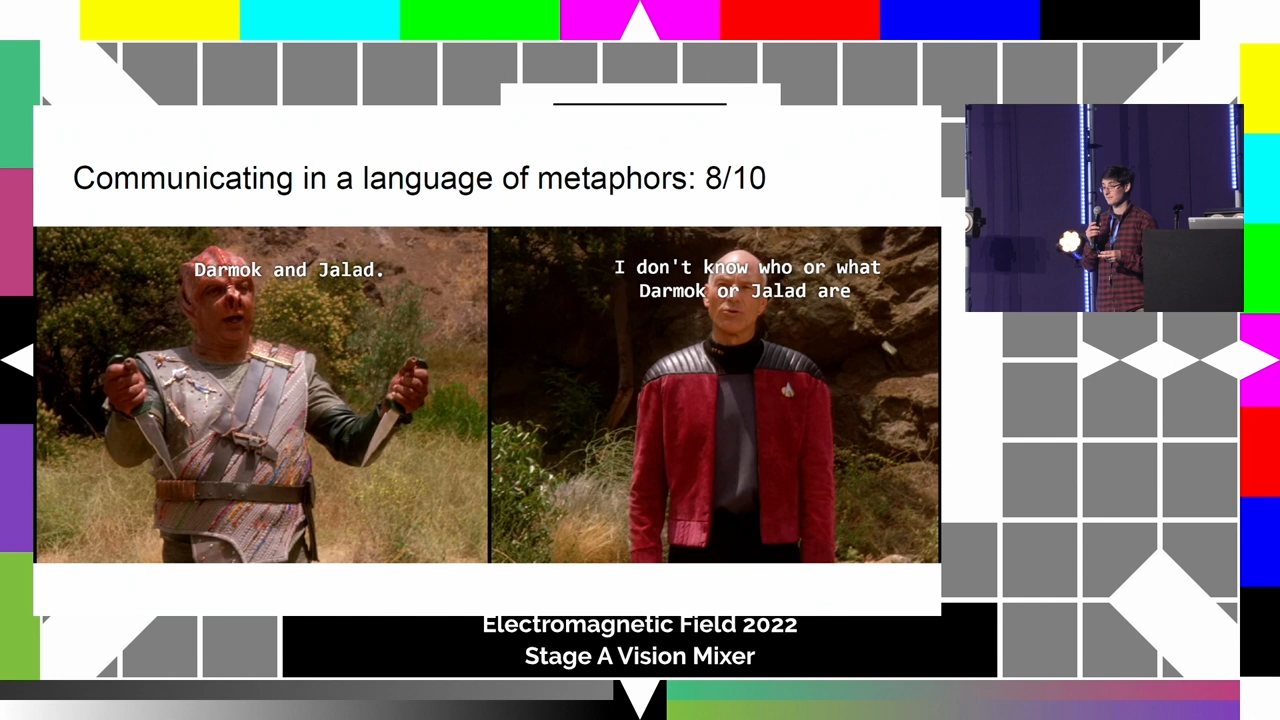 Communicating in a language of metaphors: 8/10
Darmok and Jalad.
I don't know who or what
Darmok or Jalad are
Electromagnetic Field 2022
Stage A Vision Mixer